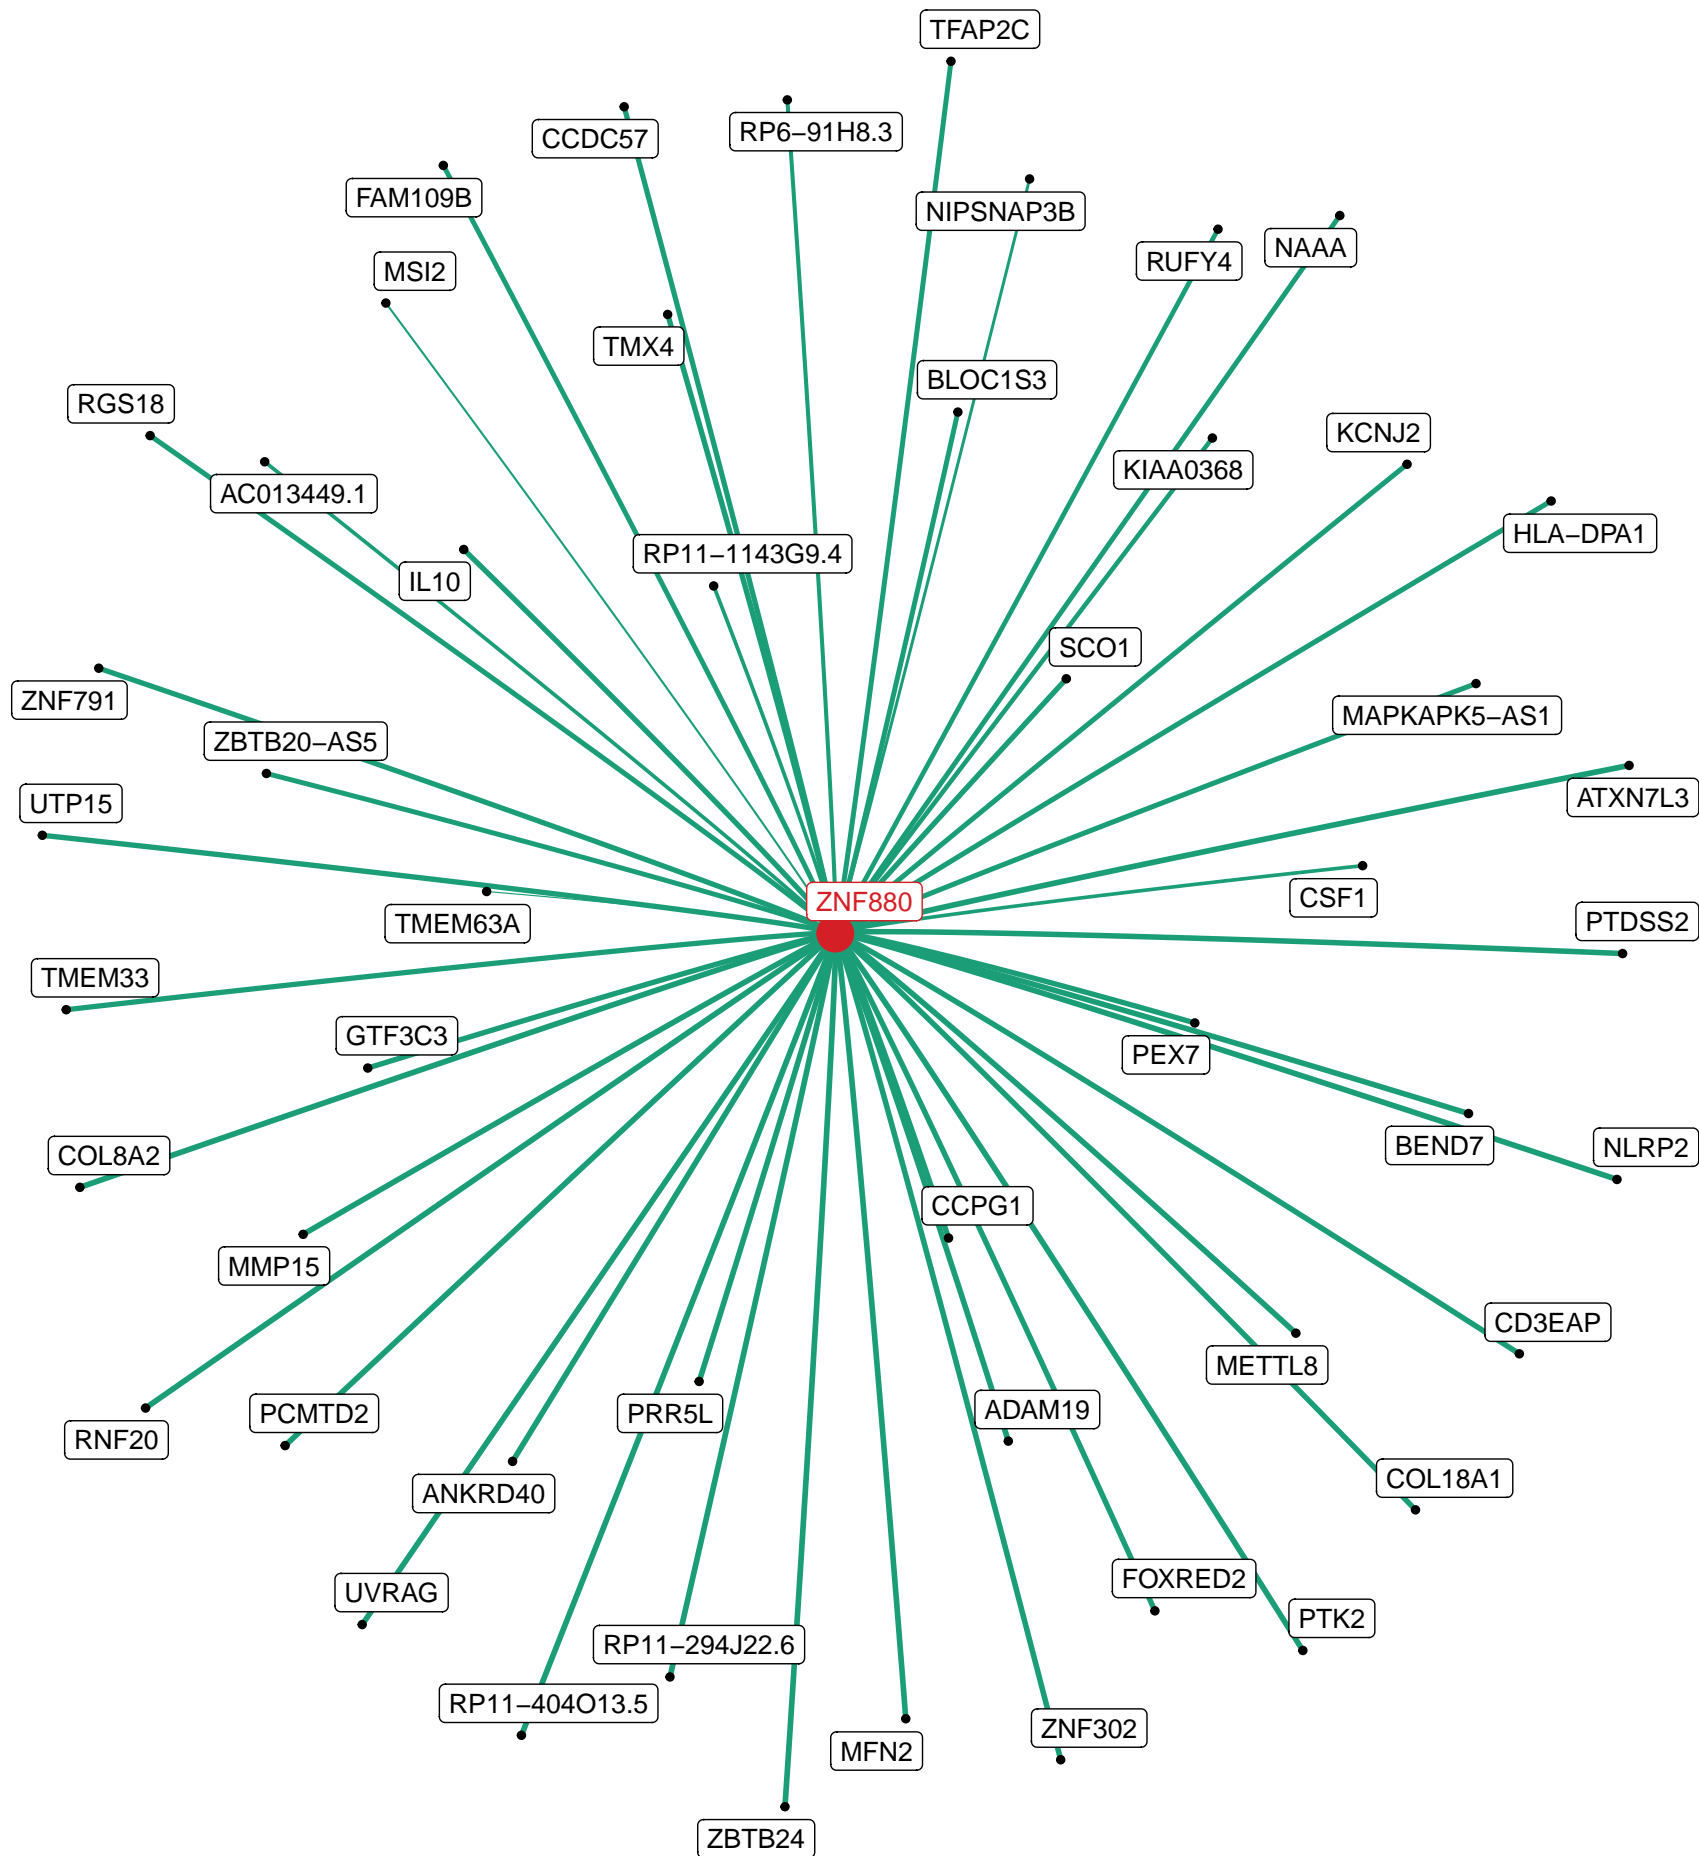 TFAP2C
CCDC57
RP6−91H8.3
FAM109B
NIPSNAP3B
RUFY4
NAAA
MSI2
TMX4
BLOC1S3
RGS18
KCNJ2
AC013449.1
KIAA0368
HLA−DPA1
RP11−1143G9.4
IL10
SCO1
ZNF791
MAPKAPK5−AS1
ZBTB20−AS5
UTP15
ATXN7L3
CSF1
ZNF880
TMEM63A
PTDSS2
TMEM33
GTF3C3
PEX7
BEND7
NLRP2
COL8A2
CCPG1
MMP15
CD3EAP
METTL8
PCMTD2
PRR5L
ADAM19
RNF20
COL18A1
ANKRD40
FOXRED2
UVRAG
PTK2
RP11−294J22.6
RP11−404O13.5
ZNF302
MFN2
ZBTB24